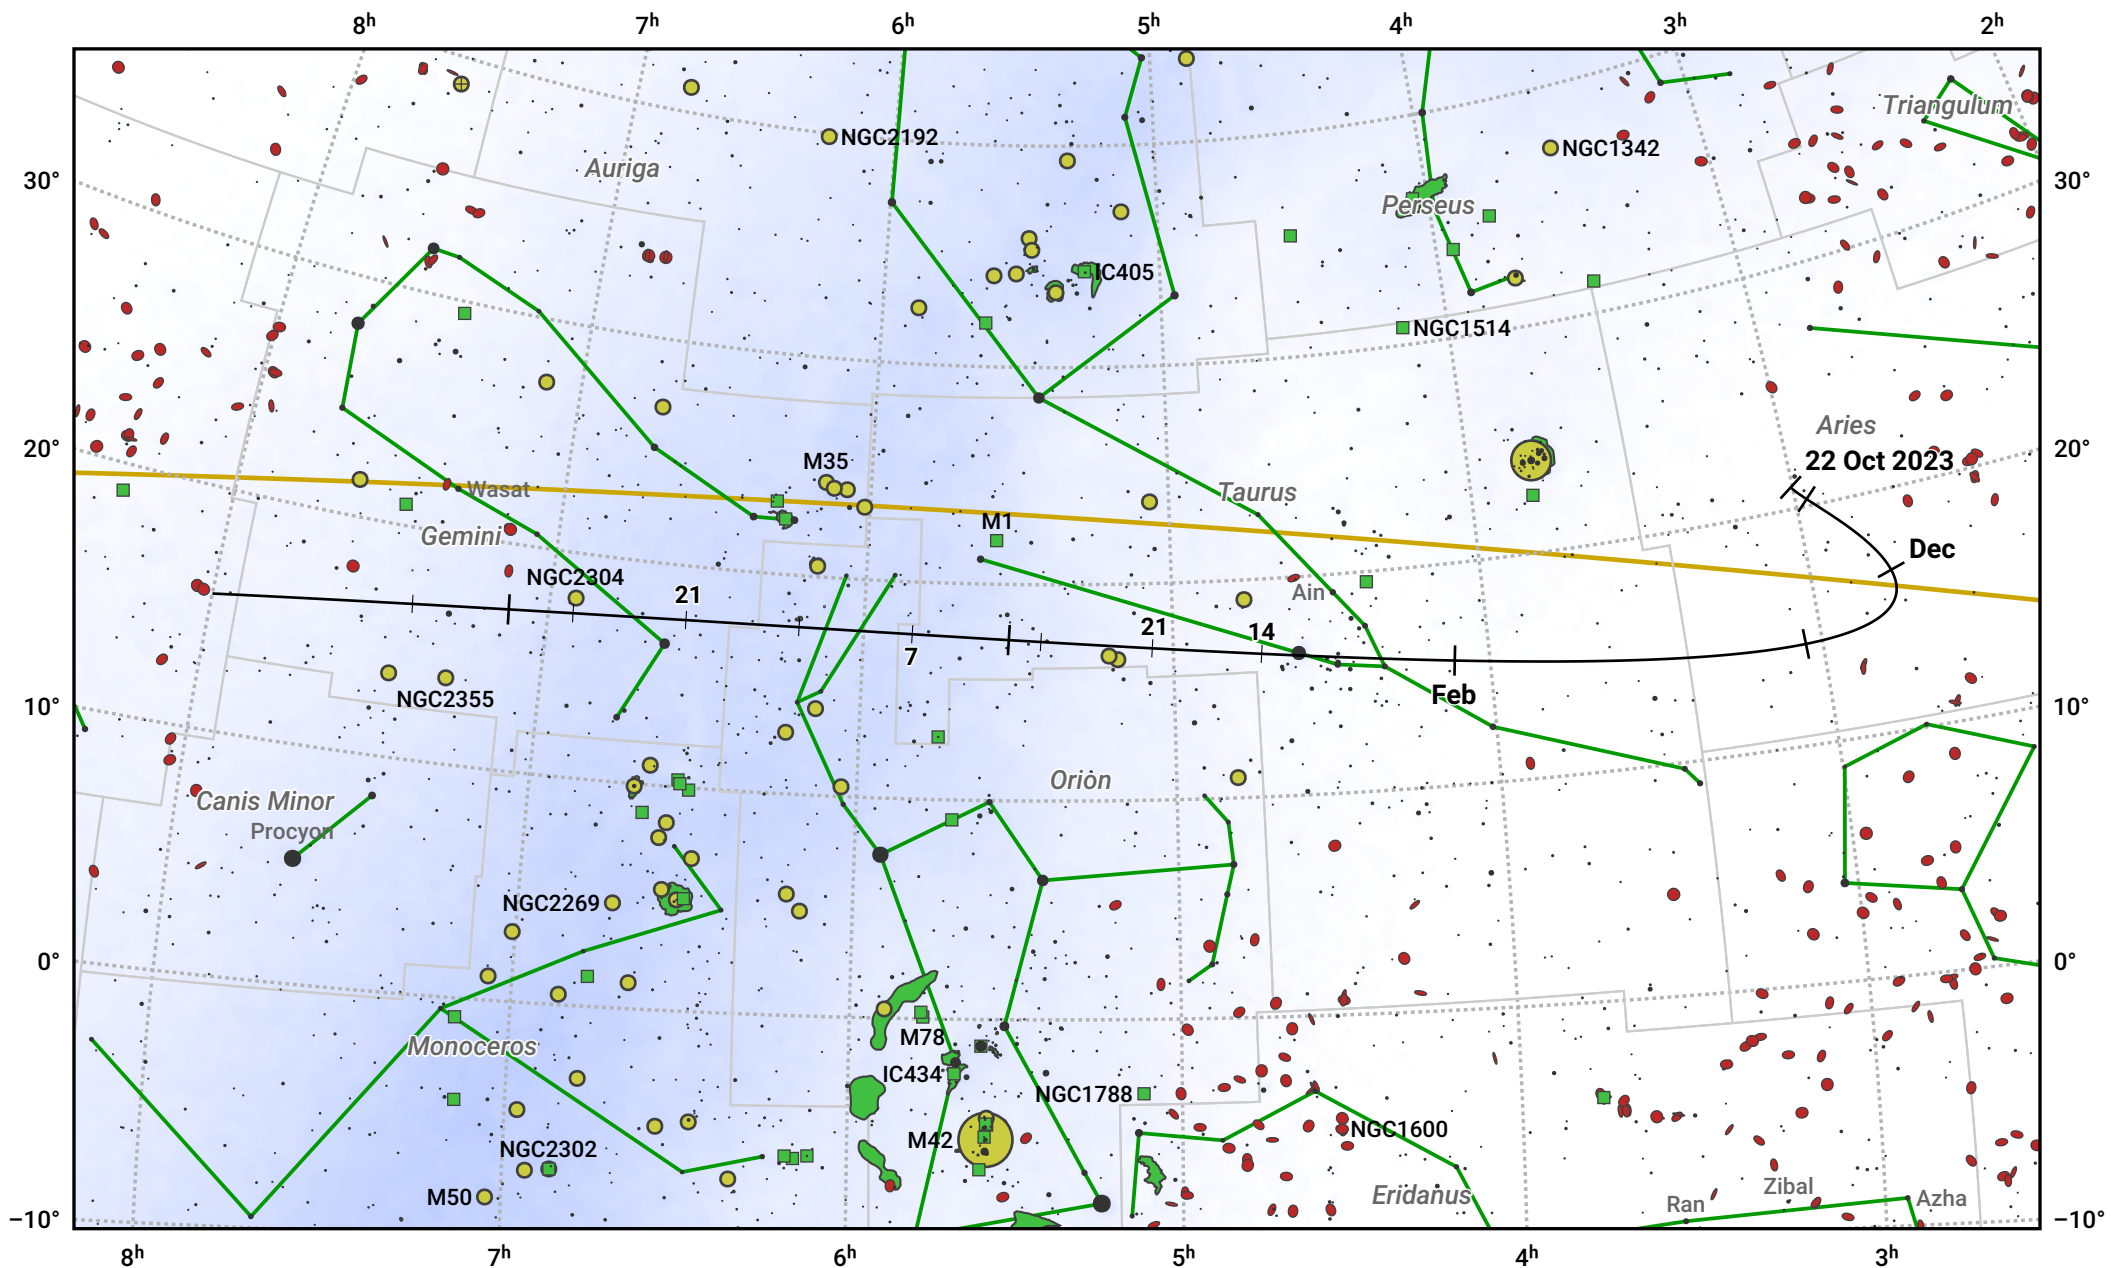 8h 7h 6h 5h 4h 3h 2h
Triangulum
NGC2192
NGC1342
Auriga
30° 30°
Perseus
IC405
NGC1514
Aries
20° 20°
M35
22 Oct 2023
Wasat
Taurus
M1
Gemini
Dec
NGC2304
Ain
21
21
14
7
NGC2355
Feb
10° 10°
Orion
Canis Minor
Procyon
NGC2269
0° 0°
M78
Monoceros
IC434
NGC1788
NGC1600
M42
NGC2302
Zibal
M50
Eridanus
Ran
Azha
−10° −10°
8h 7h 6h 5h 4h 3h